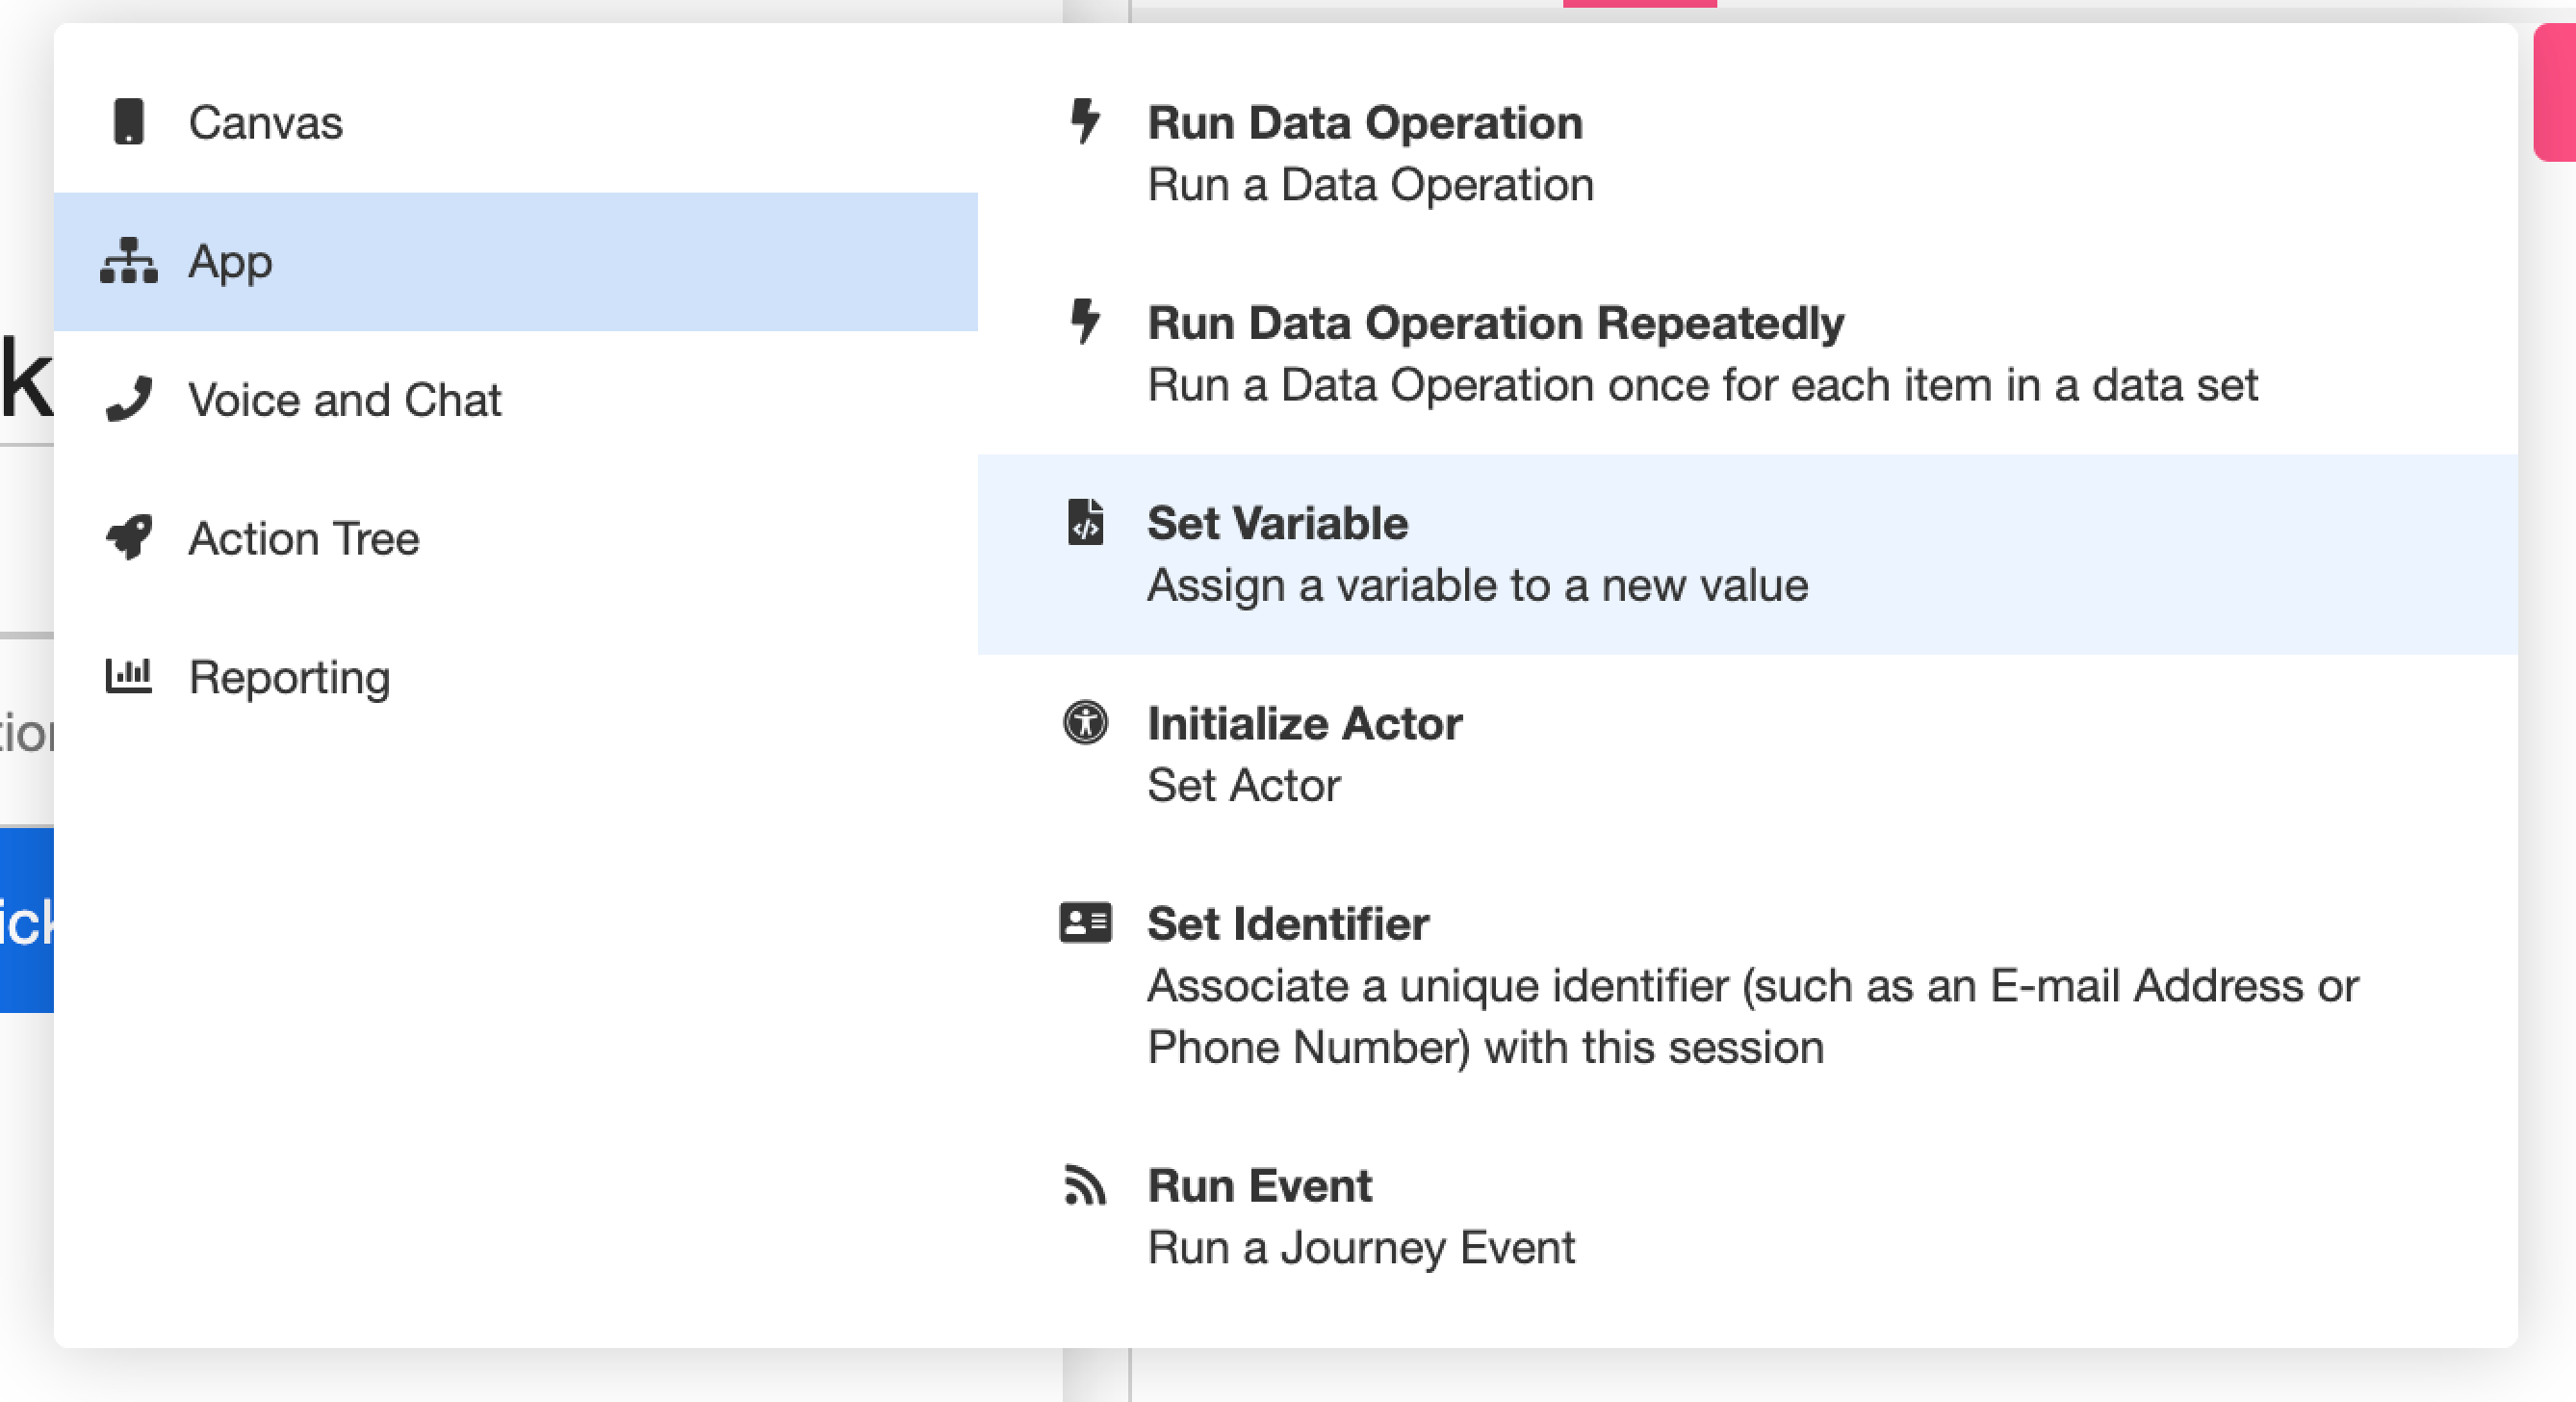 Canvas
App
Voice and Chat
Action Tree
Reporting
Run Data Operation
Run a Data Operation
Run Data Operation Repeatedly
Run a Data Operation once for each item in a data set
Set Variable
Assign a variable to a new value
Initialize Actor
Set Actor
Set Identifier
Associate a unique identifier (such as an E-mail Address or
Phone Number) with this session
Run Event
Run a Journey Event